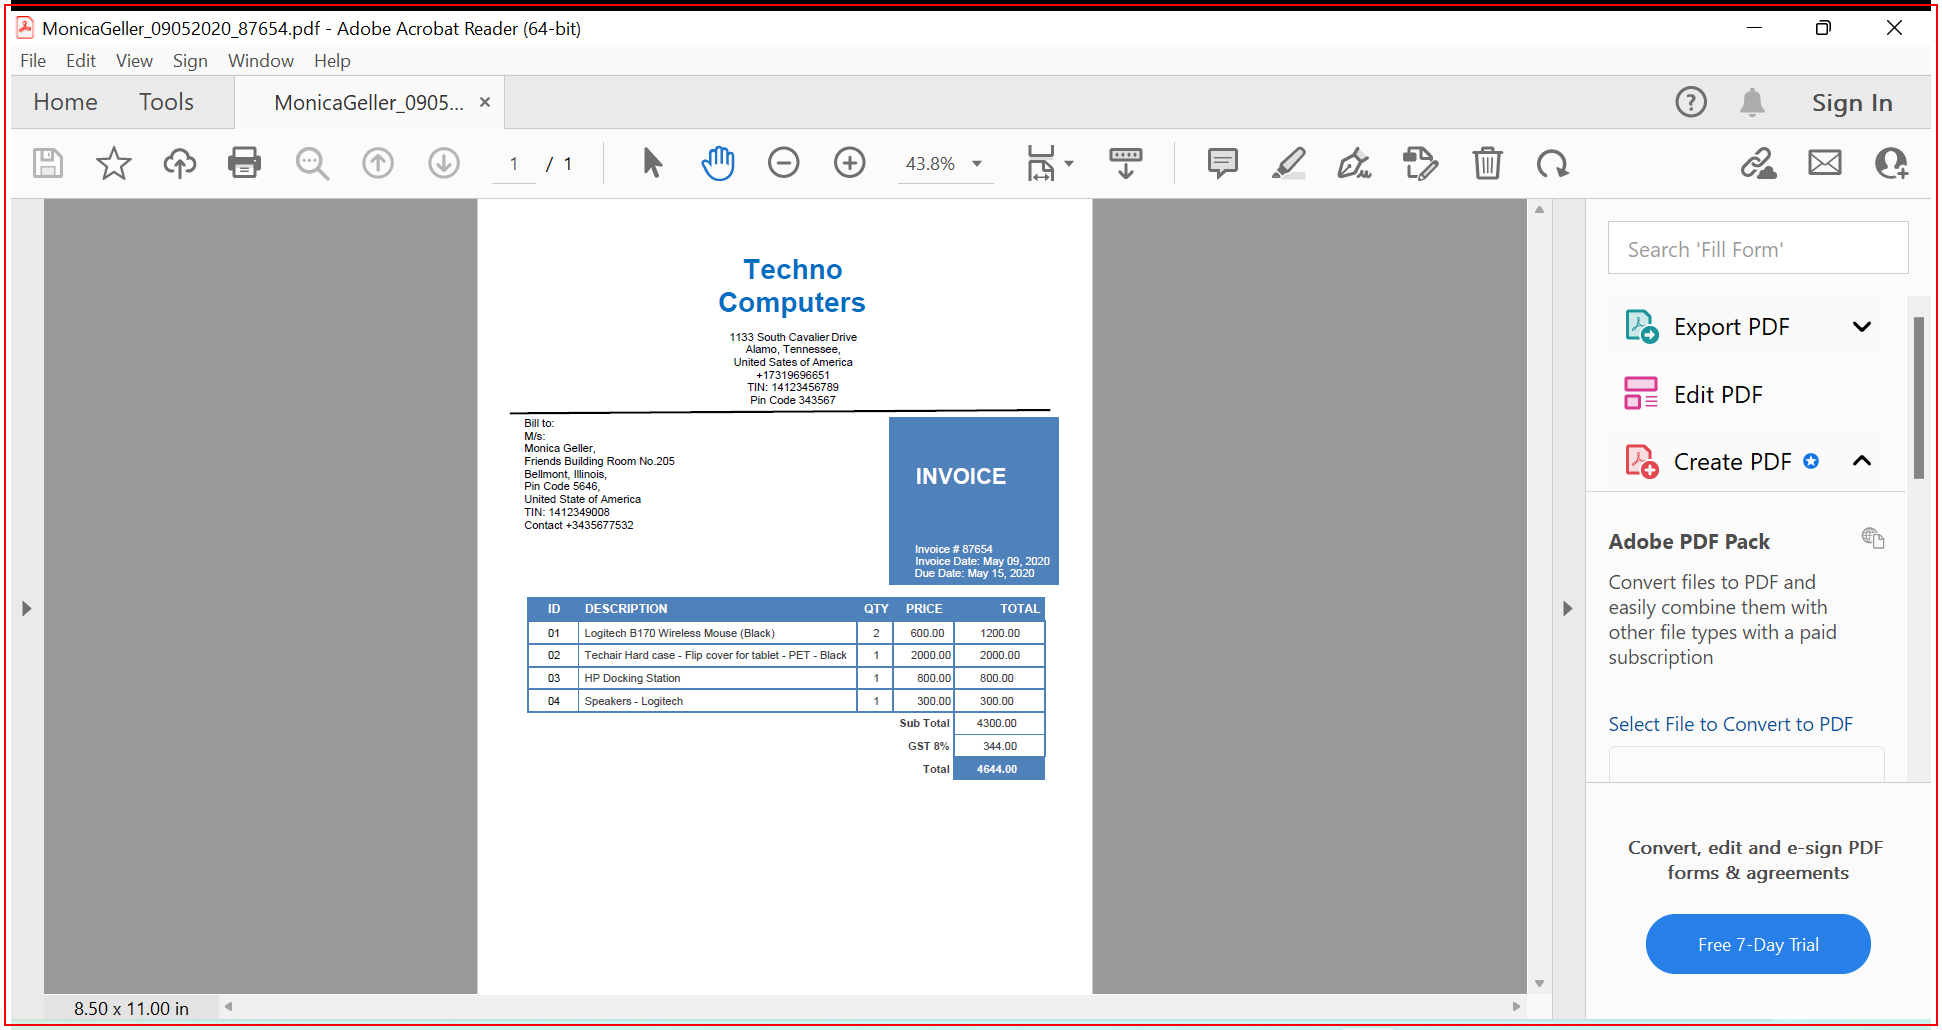 MonicaGeller_09052020_87654.pdf - Adobe Acrobat Reader (64-bit)
File Edit View Sign Window Help
Home Tools MonicaGeller_0905... × ? Sign In
1 / 1 43.8%
Techno
Computers
1133 South Cavalier Drive
Alamo, Tennessee,
United Sates of America
+17319696651
TIN: 14123456789
Pin Code 343567
Bill to:
M/s:
Monica Geller,
Friends Building Room No.205
Bellmont, Illinois,
Pin Code 5646,
United State of America
TIN: 1412349008
Contact +3435677532
INVOICE
Invoice # 87654
Invoice Date: May 09, 2020
Due Date: May 15, 2020
ID DESCRIPTION QTY PRICE TOTAL
01 Logitech B170 Wireless Mouse (Black) 2 600.00 1200.00
02 Techair Hard case - Flip cover for tablet - PET - Black 1 2000.00 2000.00
03 HP Docking Station 1 800.00 800.00
04 Speakers - Logitech 1 300.00 300.00
Sub Total 4300.00
GST 8% 344.00
Total 4644.00
8.50 x 11.00 in
Search 'Fill Form'
Export PDF
Edit PDF
Create PDF
Adobe PDF Pack
Convert files to PDF and
easily combine them with
other file types with a paid
subscription
Select File to Convert to PDF
Convert, edit and e-sign PDF
forms & agreements
Free 7-Day Trial